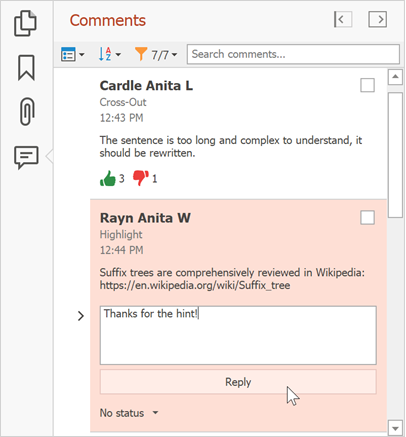 Comments
7/7
Search comments...
Cardle Anita L
Cross-Out
12:43 PM
The sentence is too long and complex to understand, it
should be rewritten.
3 1
Rayn Anita W
Highlight
12:44 PM
Suffix trees are comprehensively reviewed in Wikipedia:
https://en.wikipedia.org/wiki/Suffix_tree
Thanks for the hint!
Reply
No status